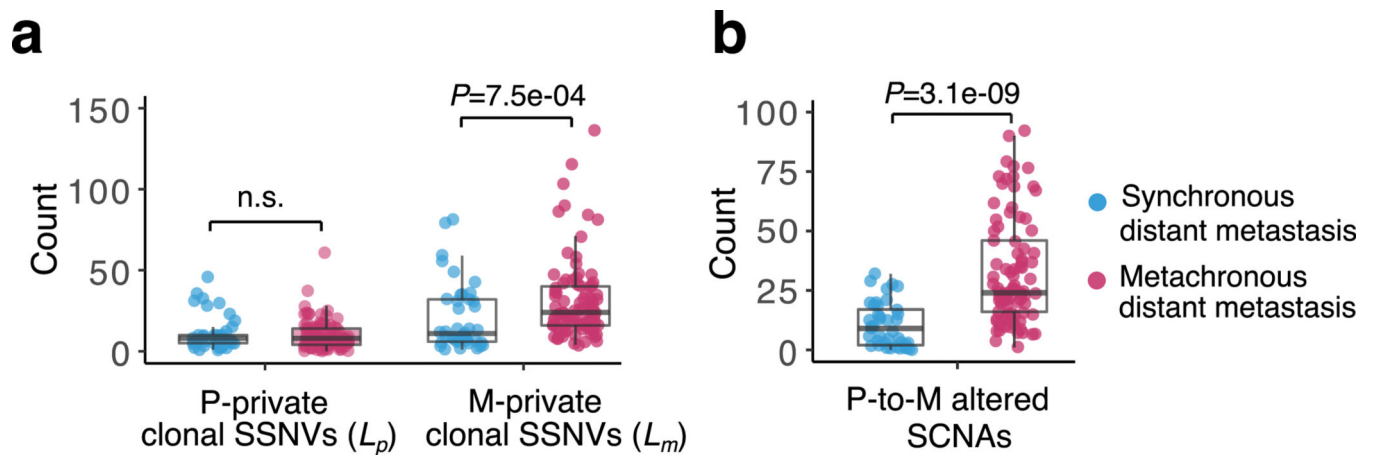 a
Count
150
100
50
0
n.s.
P=7.5e-04
P-private
clonal SSNVs (Lp)
M-private
clonal SSNVs (Lm)
b
Count
100
75
50
25
0
P=3.1e-09
P-to-M altered
SCNAs
Synchronous
distant metastasis
Metachronous
distant metastasis